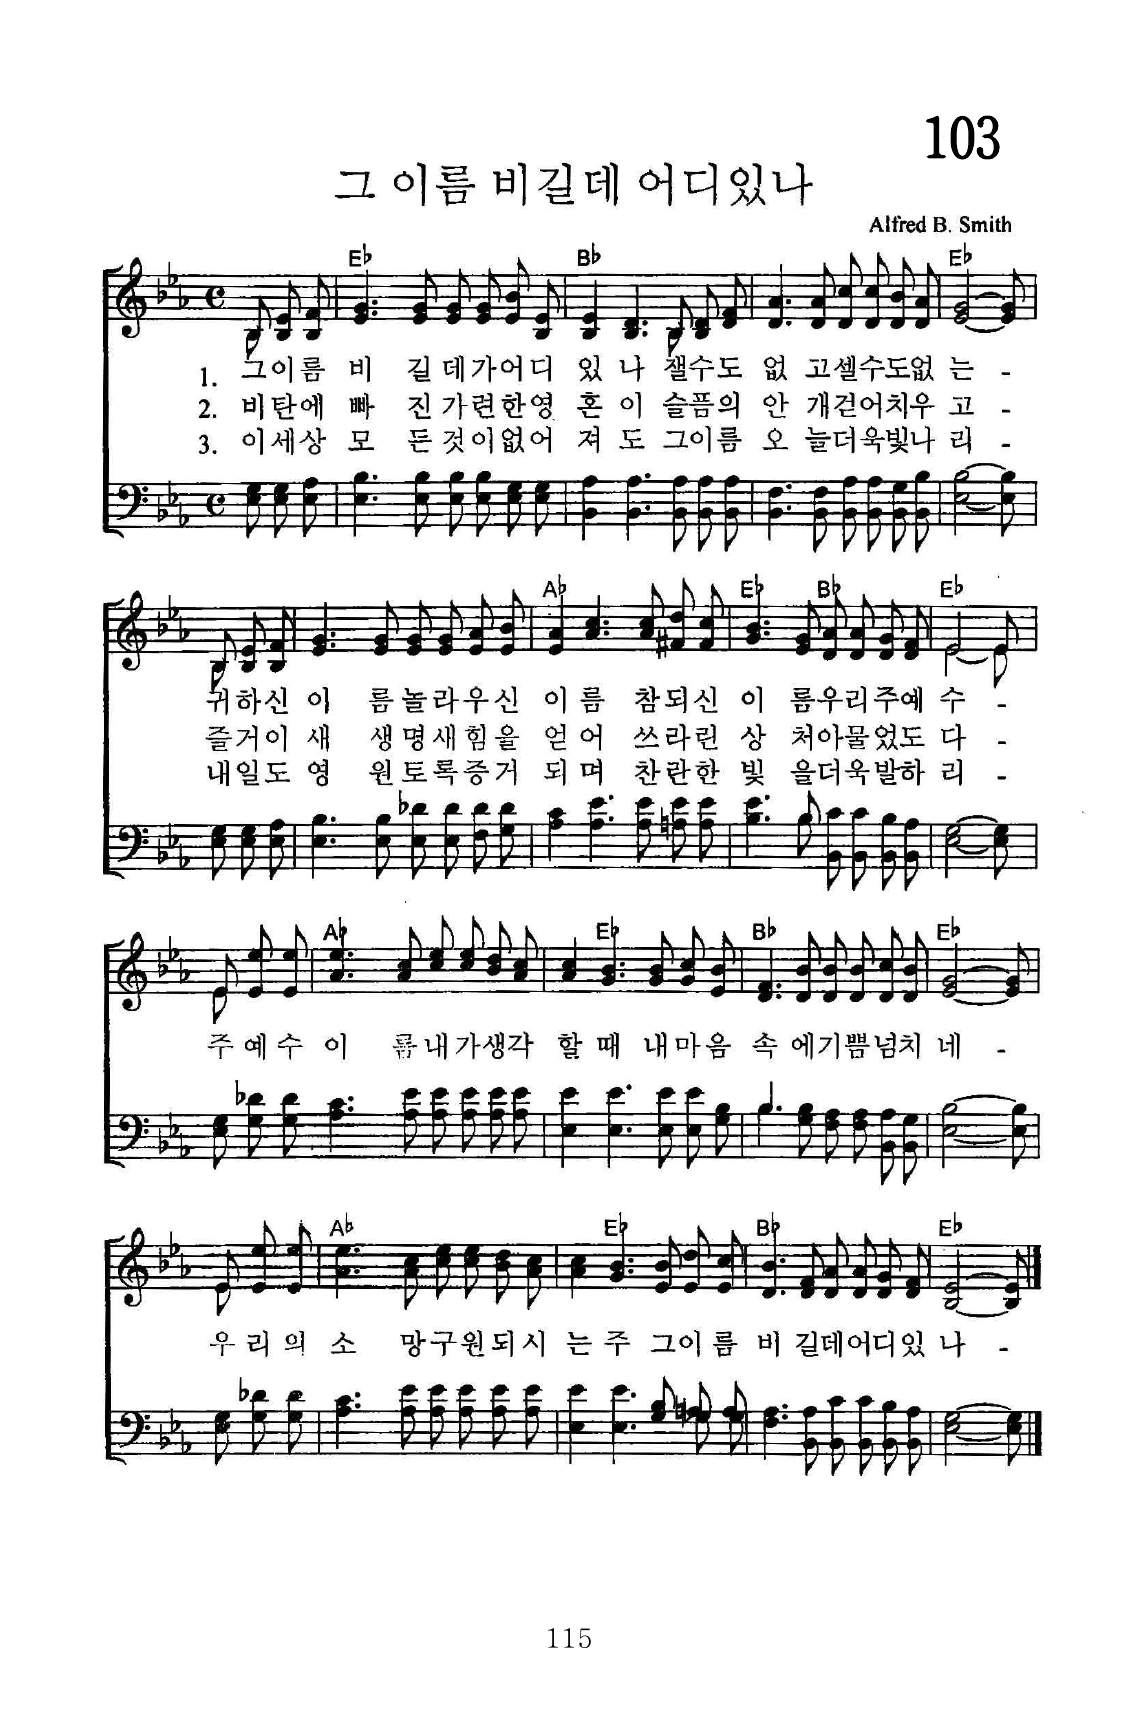 103
그 이름 비길데 어디있나
Alfred B. Smith
E♭ B♭ E♭
1. 그이름 비 길데가어디 있나 잴수도 없 고셀수도없 는 -
2. 비탄에 빠 진가련한영 혼이 슬픔의 안 개걷어치우 고 -
3. 이세상 모 든것이없어 져도 그이름 오 늘더욱빛나 리 -
A♭ E♭ B♭ E♭
귀하신 이 름놀라우신 이름 참되신 이 름우리주예 수 -
즐거이 새 생명새힘을 얻어 쓰라린 상 처아물었도 다 -
내일도 영 원토록증거 되며 찬란한 빛 을더욱발하 리 -
A♭ E♭ B♭ E♭
주예수 이 름내가생각 할때 내마음 속 에기쁨넘치 네 -
A♭ E♭ B♭ E♭
우리의 소 망구원되시 는주 그이름 비 길데어디있 나 -
115